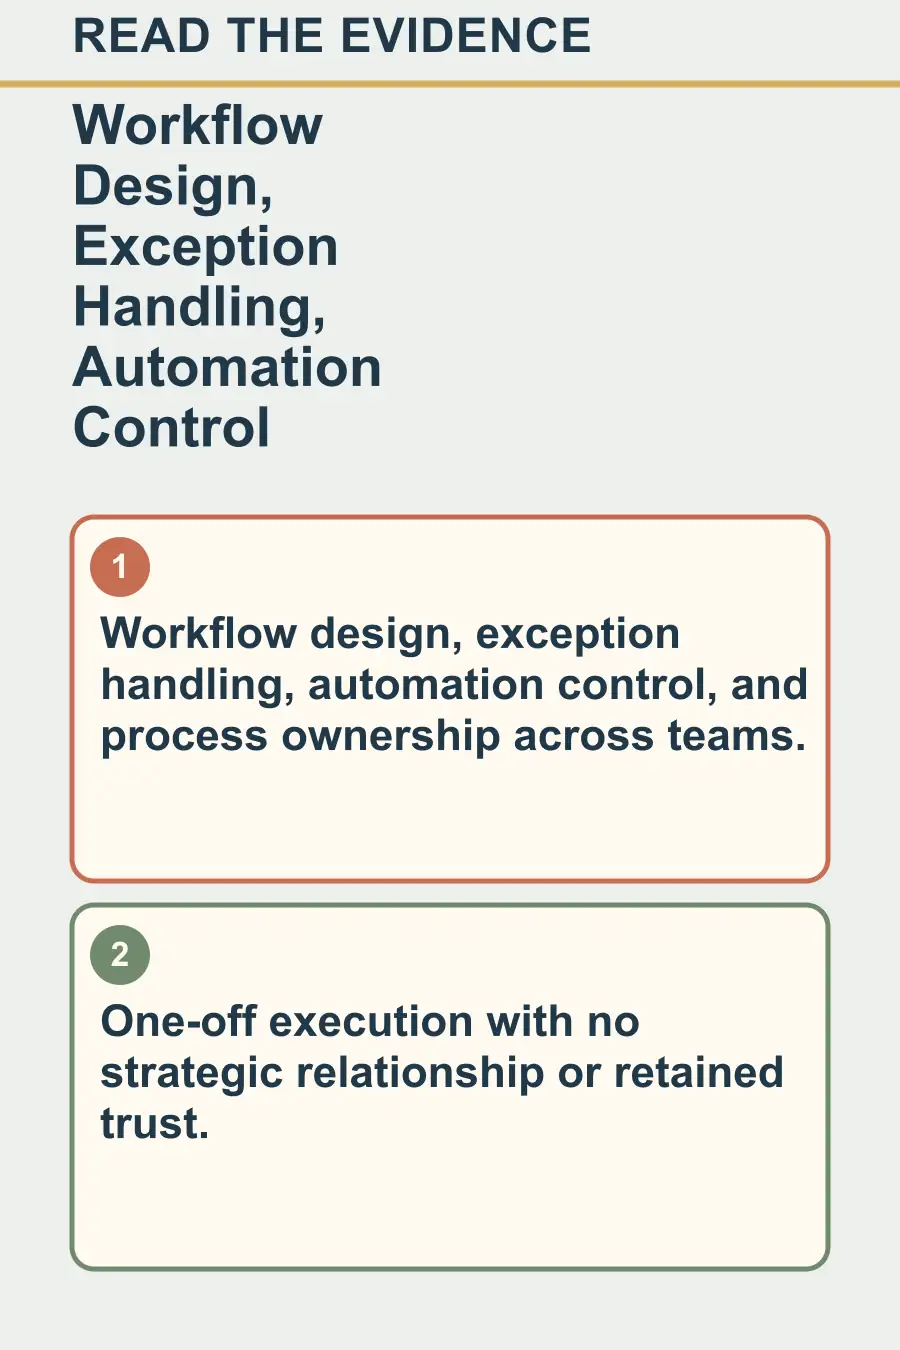 READ THE EVIDENCE
Workflow
Design,
Exception
Handling,
Automation
Control
1
Workflow design, exception
handling, automation control, and
process ownership across teams.
2
One-off execution with no
strategic relationship or retained
trust.